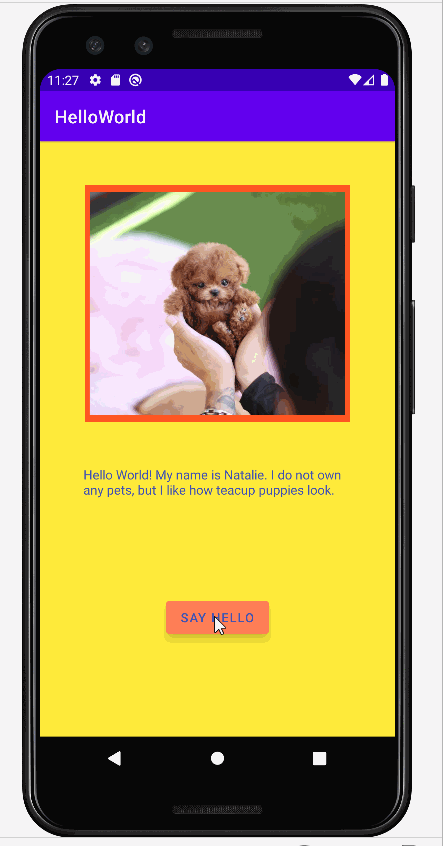 11:27
HelloWorld
Hello World! My name is Natalie. I do not own
any pets, but I like how teacup puppies look.
SAY HELLO